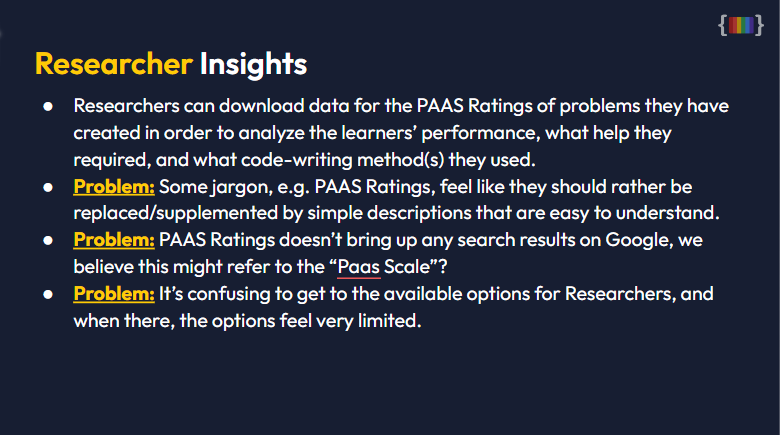 Researcher Insights
● Researchers can download data for the PAAS Ratings of problems they have
created in order to analyze the learners’ performance, what help they
required, and what code-writing method(s) they used.
● Problem: Some jargon, e.g. PAAS Ratings, feel like they should rather be
replaced/supplemented by simple descriptions that are easy to understand.
● Problem: PAAS Ratings doesn’t bring up any search results on Google, we
believe this might refer to the “Paas Scale”?
● Problem: It’s confusing to get to the available options for Researchers, and
when there, the options feel very limited.